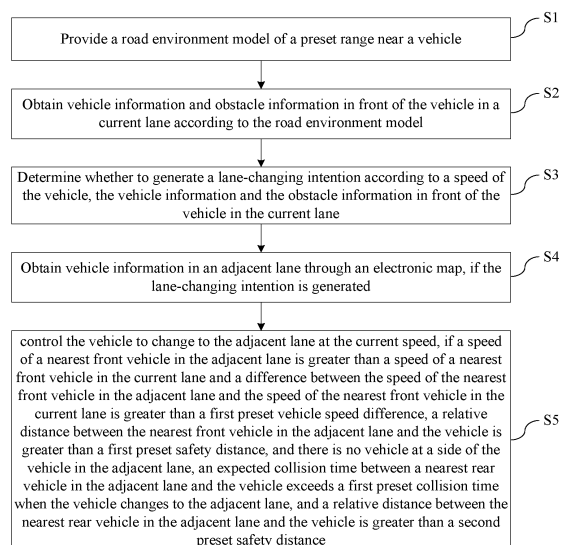 S1
Provide a road environment model of a preset range near a vehicle
S2
Obtain vehicle information and obstacle information in front of the vehicle in a
current lane according to the road environment model
S3
Determine whether to generate a lane-changing intention according to a speed of
the vehicle, the vehicle information and the obstacle information in front of the
vehicle in the current lane
S4
Obtain vehicle information in an adjacent lane through an electronic map, if the
lane-changing intention is generated
S5
control the vehicle to change to the adjacent lane at the current speed, if a speed
of a nearest front vehicle in the adjacent lane is greater than a speed of a nearest
front vehicle in the current lane and a difference between the speed of the nearest
front vehicle in the adjacent lane and the speed of the nearest front vehicle in the
current lane is greater than a first preset vehicle speed difference, a relative
distance between the nearest front vehicle in the adjacent lane and the vehicle is
greater than a first preset safety distance, and there is no vehicle at a side of the
vehicle in the adjacent lane, an expected collision time between a nearest rear
vehicle in the adjacent lane and the vehicle exceeds a first preset collision time
when the vehicle changes to the adjacent lane, and a relative distance between the
nearest rear vehicle in the adjacent lane and the vehicle is greater than a second
preset safety distance